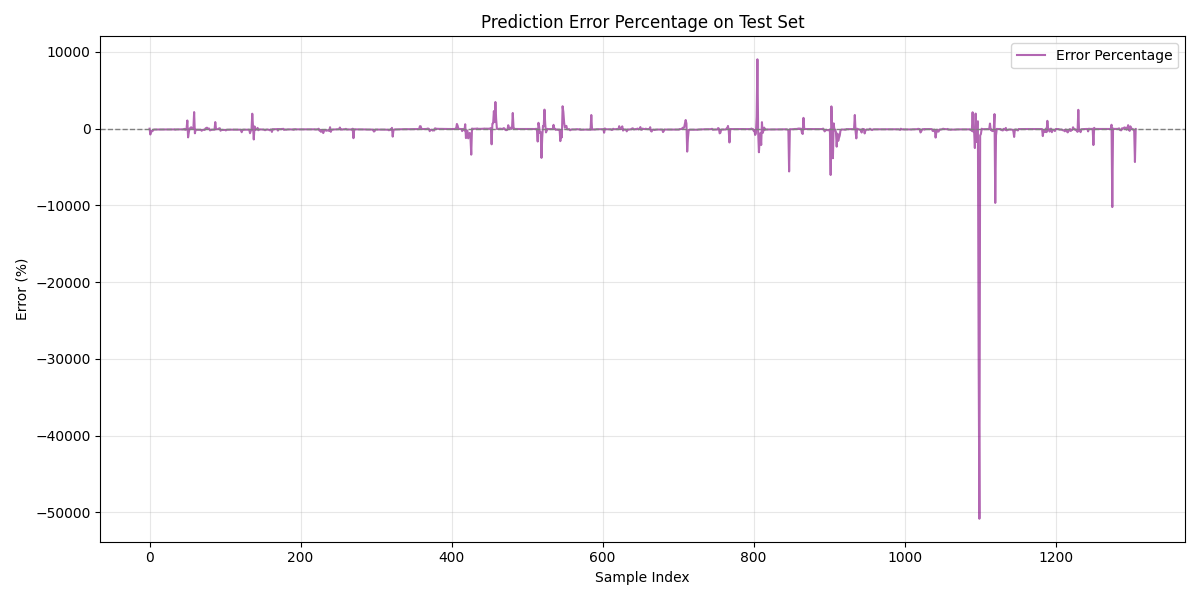 Prediction Error Percentage on Test Set
Error Percentage
10000
0
−10000
−20000
−30000
−40000
−50000
Error (%)
0 200 400 600 800 1000 1200
Sample Index